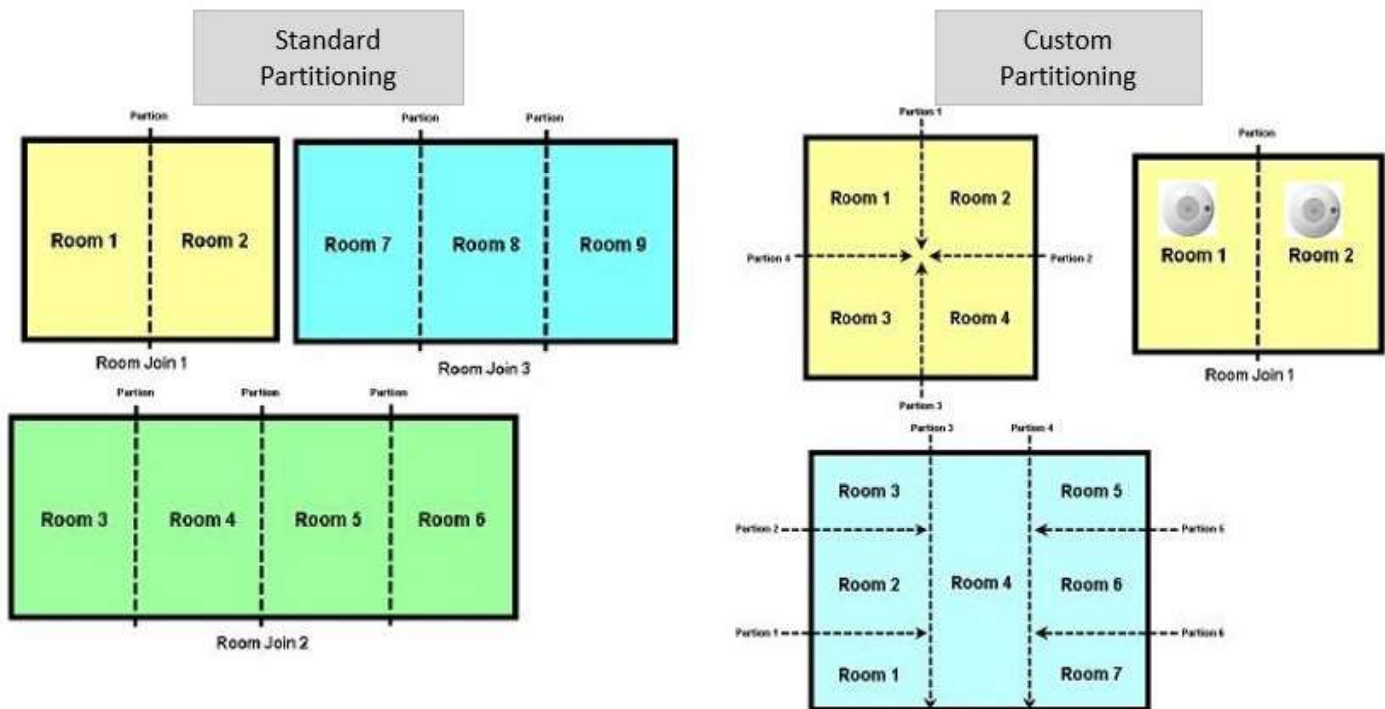 Standard
Partitioning
Partion
Partion
Partion
Room 1
Room 2
Room 7
Room 8
Room 9
Room Join 1
Room Join 3
Partion
Partion
Partion
Room 3
Room 4
Room 5
Room 6
Room Join 2
Custom
Partitioning
Partion 1
Room 1
Room 2
Partion 4
Partion 2
Room 3
Room 4
Partion 3
Partion
Room 1
Room 2
Room Join 1
Partion 3
Partion 4
Room 3
Room 5
Partion 2
Partion 5
Room 2
Room 4
Room 6
Partion 1
Partion 6
Room 1
Room 7